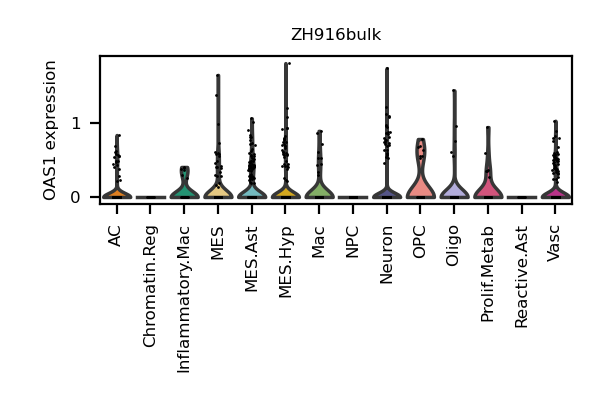 ZH916bulk
OAS1 expression
1
0
AC
Chromatin.Reg
Inflammatory.Mac
MES
MES.Ast
MES.Hyp
Mac
NPC
Neuron
OPC
Oligo
Prolif.Metab
Reactive.Ast
Vasc